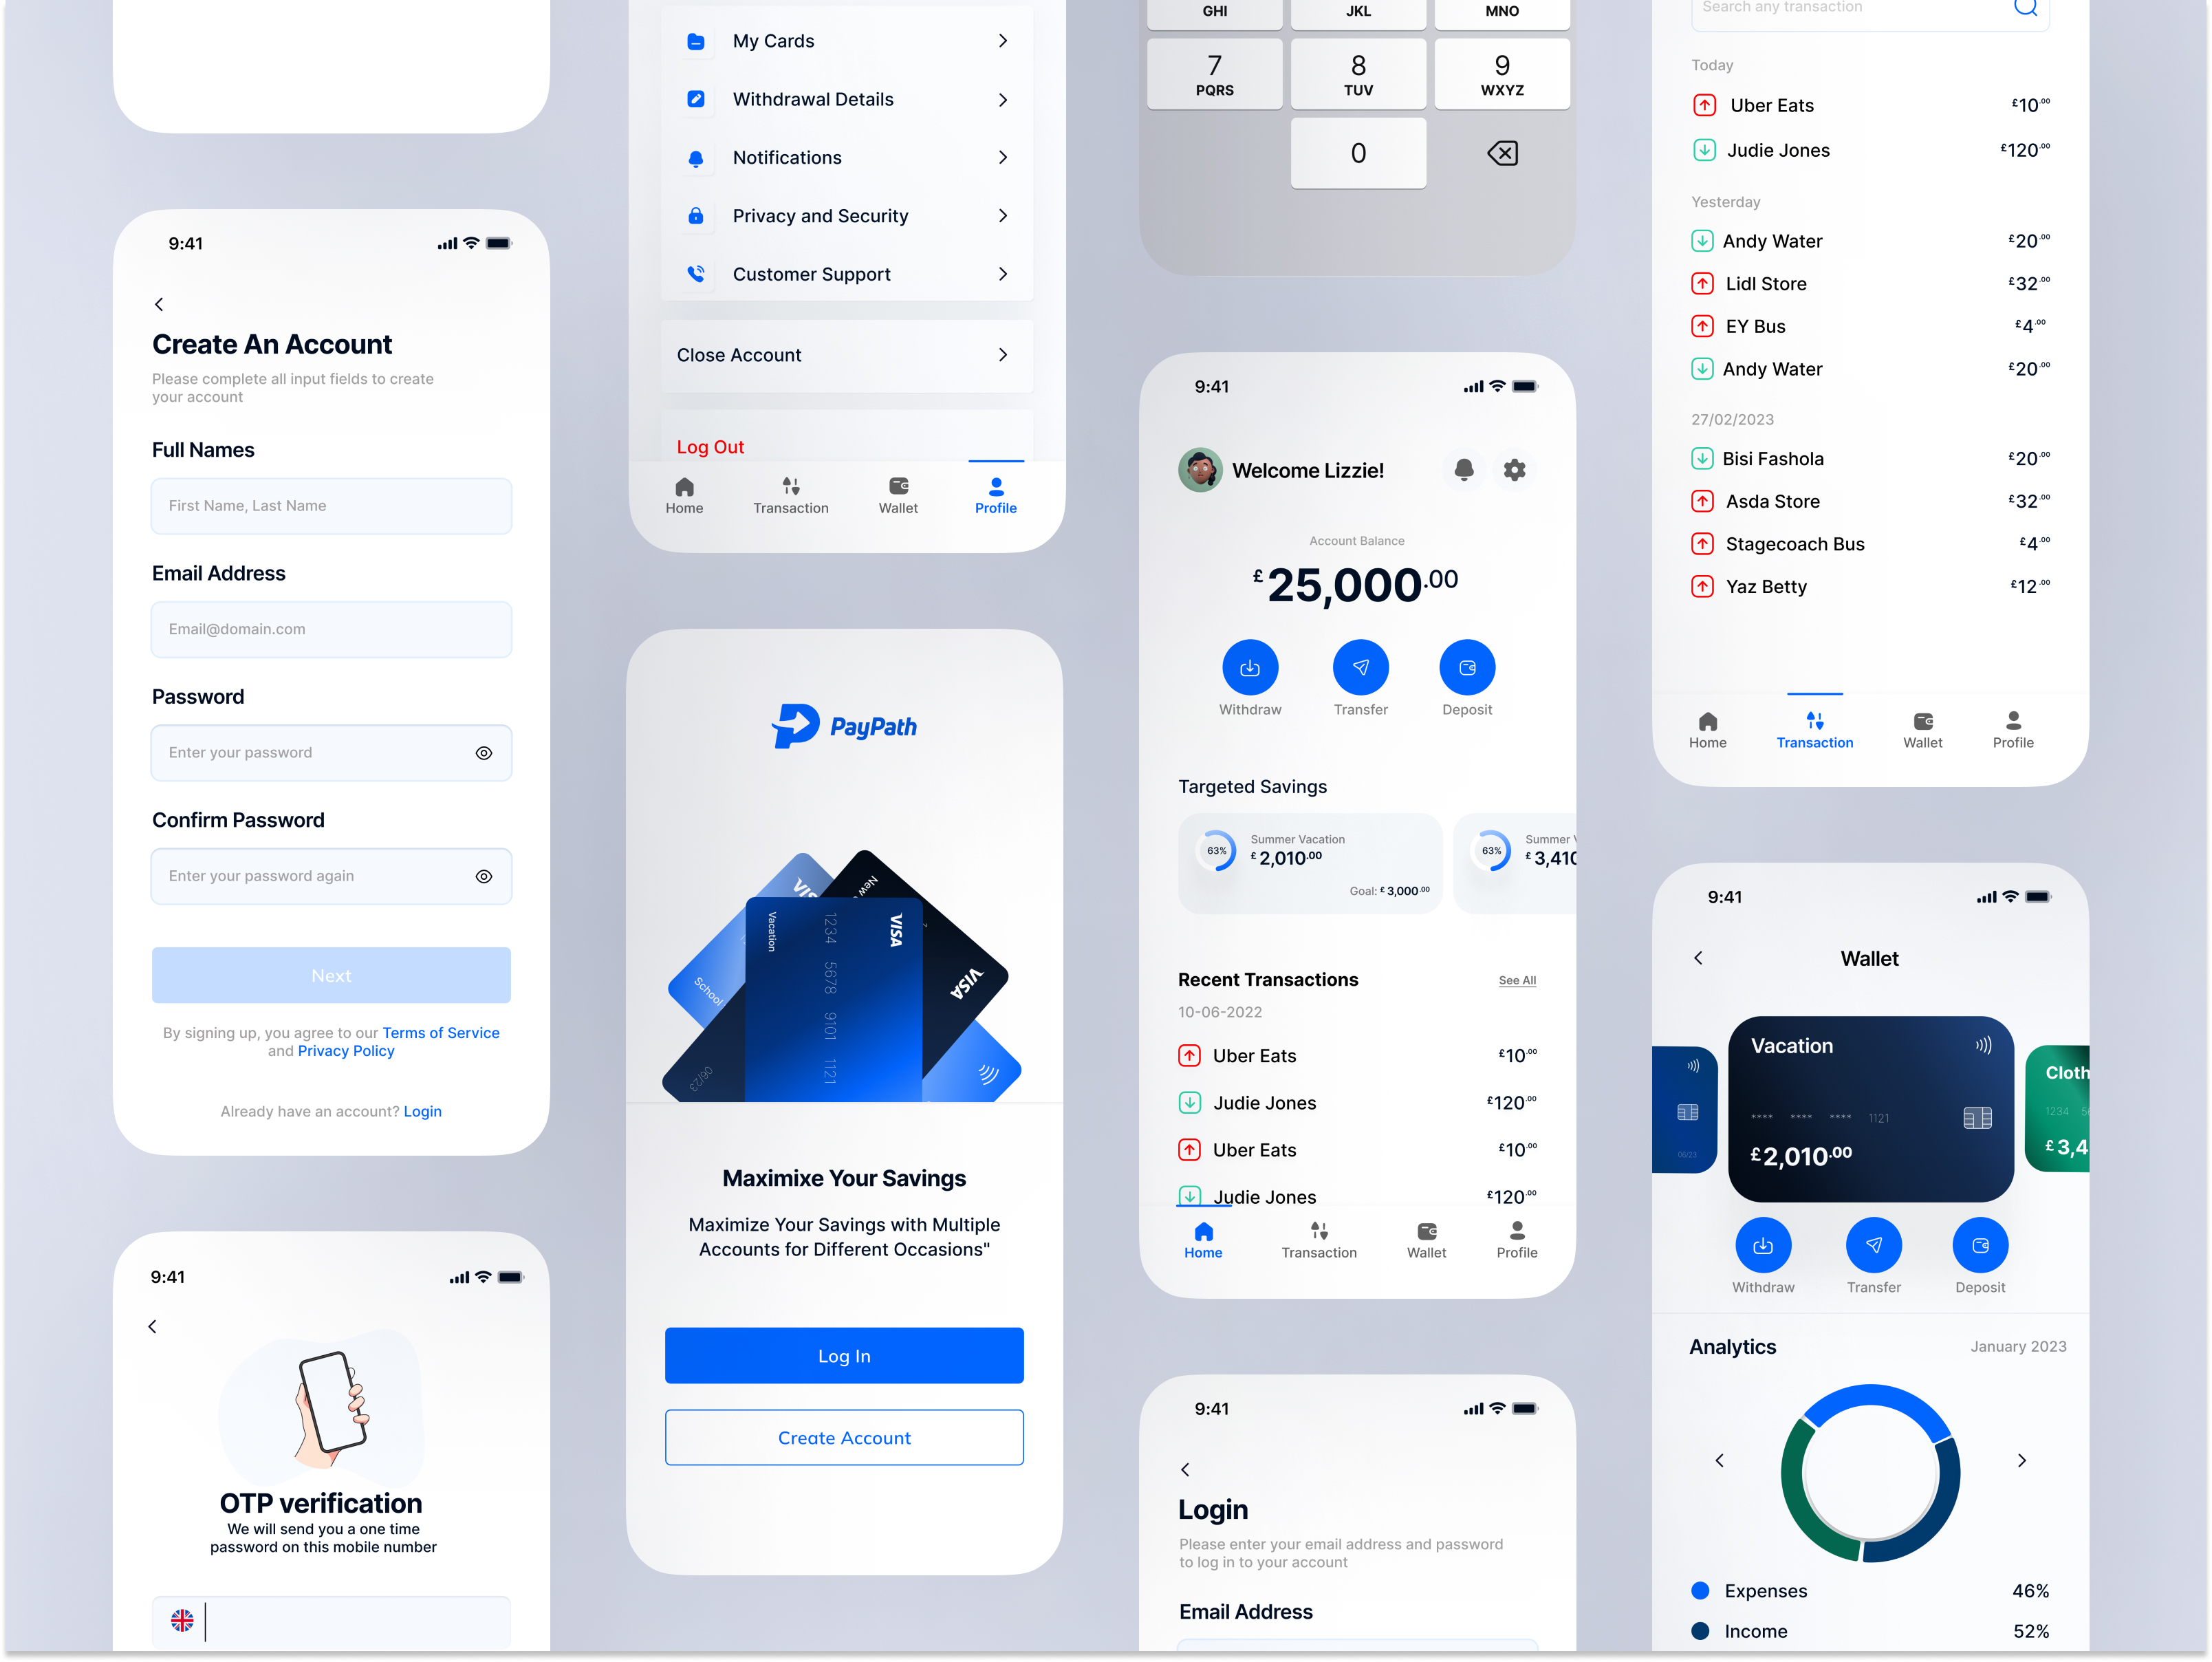 9:41
Create An Account
Please complete all input fields to create
your account
Full Names
First Name, Last Name
Email Address
Email@domain.com
Password
Enter your password
Confirm Password
Enter your password again
Next
By signing up, you agree to our Terms of Service
and Privacy Policy
Already have an account? Login
9:41
OTP verification
We will send you a one time
password on this mobile number
My Cards
Withdrawal Details
Notifications
Privacy and Security
Customer Support
Close Account
Log Out
Home Transaction Wallet Profile
PayPath
VISA
New
Vacation
1234 5678 9101 1121
VISA
School
VISA
06/23
Maximixe Your Savings
Maximize Your Savings with Multiple
Accounts for Different Occasions"
Log In
Create Account
GHI JKL MNO
7 8 9
PQRS TUV WXYZ
0
9:41
Welcome Lizzie!
Account Balance
£25,000.00
Withdraw Transfer Deposit
Targeted Savings
63% Summer Vacation
£2,010.00
Goal: £3,000.00
63% Summer V
£3,410
Recent Transactions See All
10-06-2022
Uber Eats £10.00
Judie Jones £120.00
Uber Eats £10.00
Judie Jones £120.00
Home Transaction Wallet Profile
9:41
Login
Please enter your email address and password
to log in to your account
Email Address
Search any transaction
Today
Uber Eats £10.00
Judie Jones £120.00
Yesterday
Andy Water £20.00
Lidl Store £32.00
EY Bus £4.00
Andy Water £20.00
27/02/2023
Bisi Fashola £20.00
Asda Store £32.00
Stagecoach Bus £4.00
Yaz Betty £12.00
Home Transaction Wallet Profile
9:41
Wallet
06/23
Vacation
**** **** **** 1121
£2,010.00
Cloth
1234 5
£3,4
Withdraw Transfer Deposit
Analytics January 2023
Expenses 46%
Income 52%